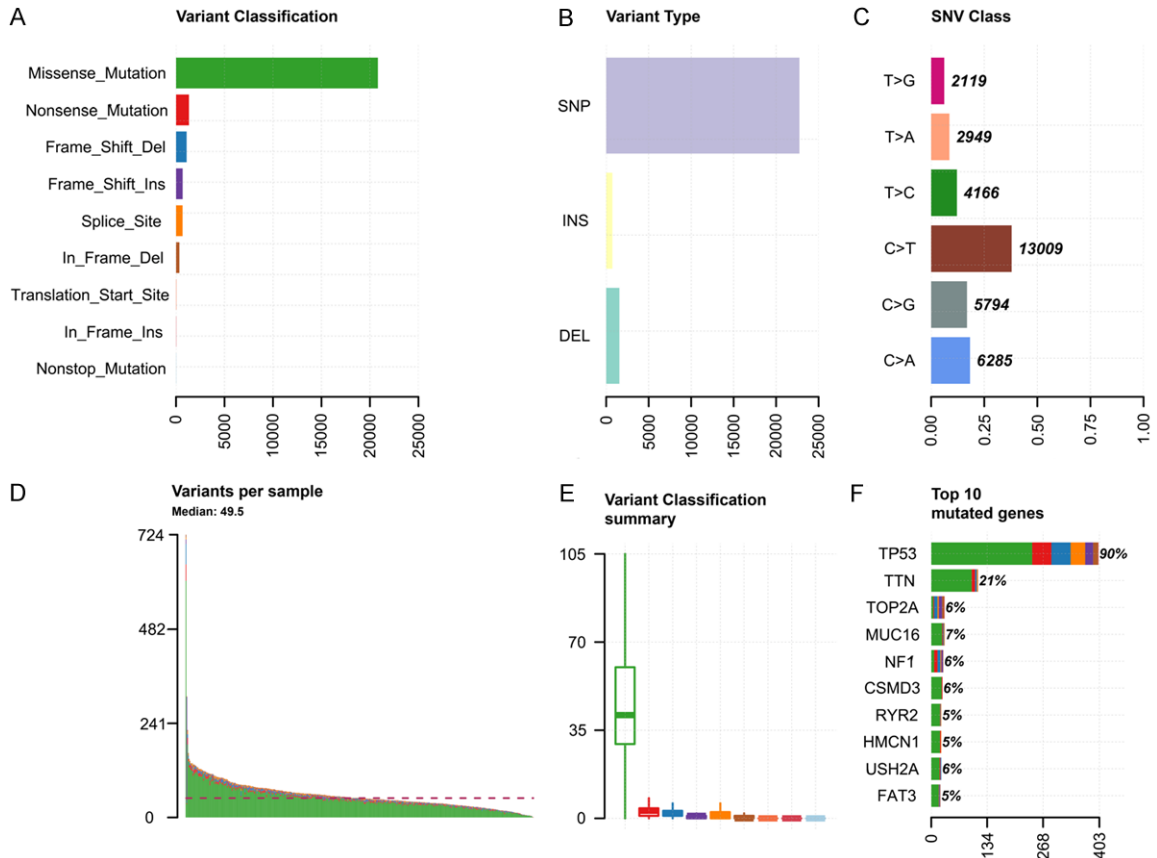 A
Variant Classification
Missense_Mutation
Nonsense_Mutation
Frame_Shift_Del
Frame_Shift_Ins
Splice_Site
In_Frame_Del
Translation_Start_Site
In_Frame_Ins
Nonstop_Mutation
0
5000
10000
15000
20000
25000
B
Variant Type
SNP
INS
DEL
0
5000
10000
15000
20000
25000
C
SNV Class
T>G 2119
T>A 2949
T>C 4166
C>T 13009
C>G 5794
C>A 6285
0.00
0.25
0.50
0.75
1.00
D
Variants per sample
Median: 49.5
724
482
241
0
E
Variant Classification
summary
105
70
35
0
F
Top 10
mutated genes
TP53 90%
TTN 21%
TOP2A 6%
MUC16 7%
NF1 6%
CSMD3 6%
RYR2 5%
HMCN1 5%
USH2A 6%
FAT3 5%
0
134
268
403